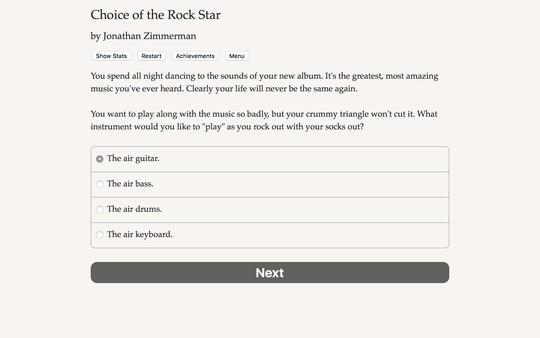 Choice of the Rock Star
by Jonathan Zimmerman
Show Stats Restart Achievements Menu
You spend all night dancing to the sounds of your new album. It's the greatest, most amazing
music you've ever heard. Clearly your life will never be the same again.
You want to play along with the music so badly, but your crummy triangle won't cut it. What
instrument would you like to "play" as you rock out with your socks out?
The air guitar.
The air bass.
The air drums.
The air keyboard.
Next